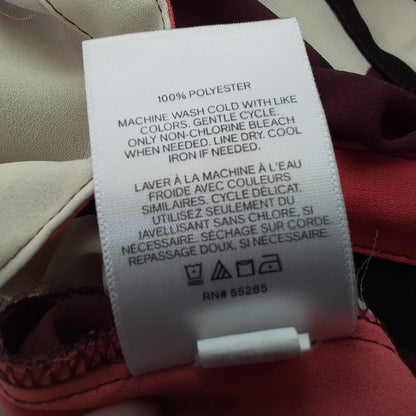 100% POLYESTER
MACHINE WASH COLD WITH LIKE
COLORS. GENTLE CYCLE.
ONLY NON-CHLORINE BLEACH
WHEN NEEDED. LINE DRY. COOL
IRON IF NEEDED.
LAVER À LA MACHINE À L'EAU
FROIDE AVEC COULEURS
SIMILAIRES. CYCLE DÉLICAT.
UTILISEZ SEULEMENT DU
JAVELLISANT SANS CHLORE, SI
NÉCESSAIRE. SÉCHAGE SUR CORDE.
REPASSAGE DOUX, SI NÉCESSAIRE.
RN# 55285